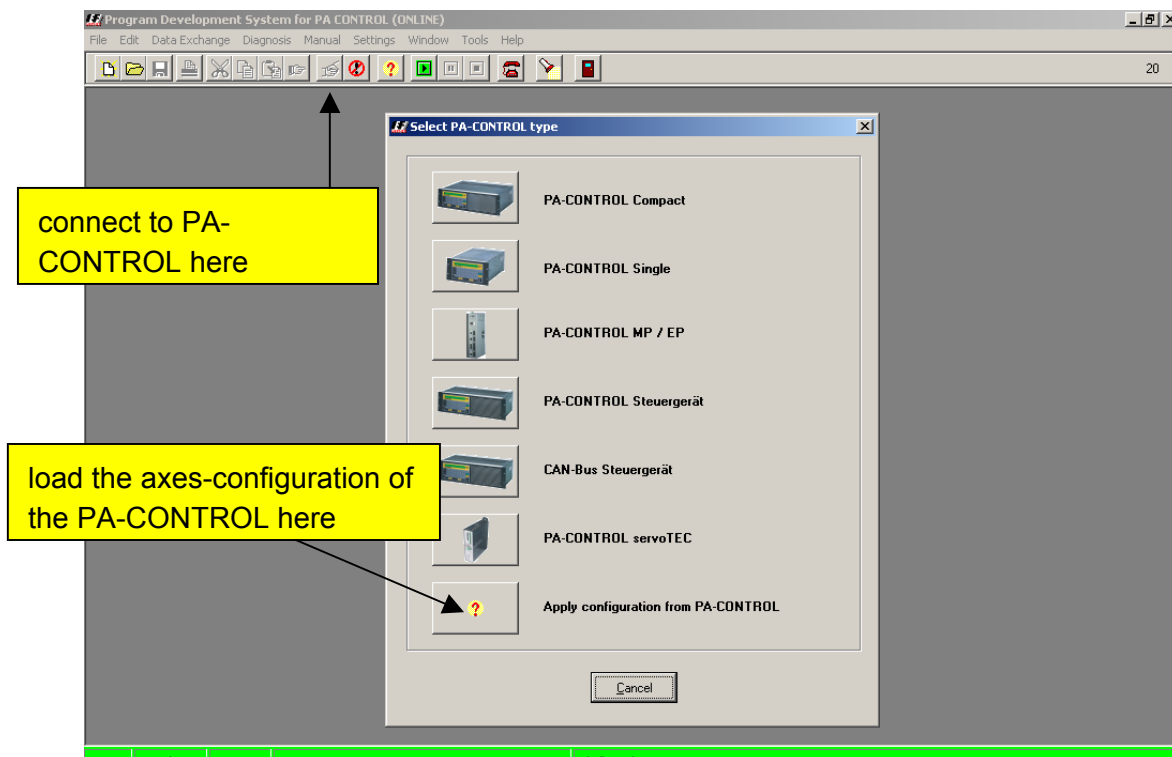 Program Development System for PA CONTROL (ONLINE)
File Edit Data Exchange Diagnosis Manual Settings Window Tools Help
20
Select PA-CONTROL type
PA-CONTROL Compact
connect to PA-
CONTROL here
PA-CONTROL Single
PA-CONTROL MP / EP
PA-CONTROL Steuergerät
load the axes-configuration of
the PA-CONTROL here
CAN-Bus Steuergerät
PA-CONTROL servoTEC
? Apply configuration from PA-CONTROL
Cancel